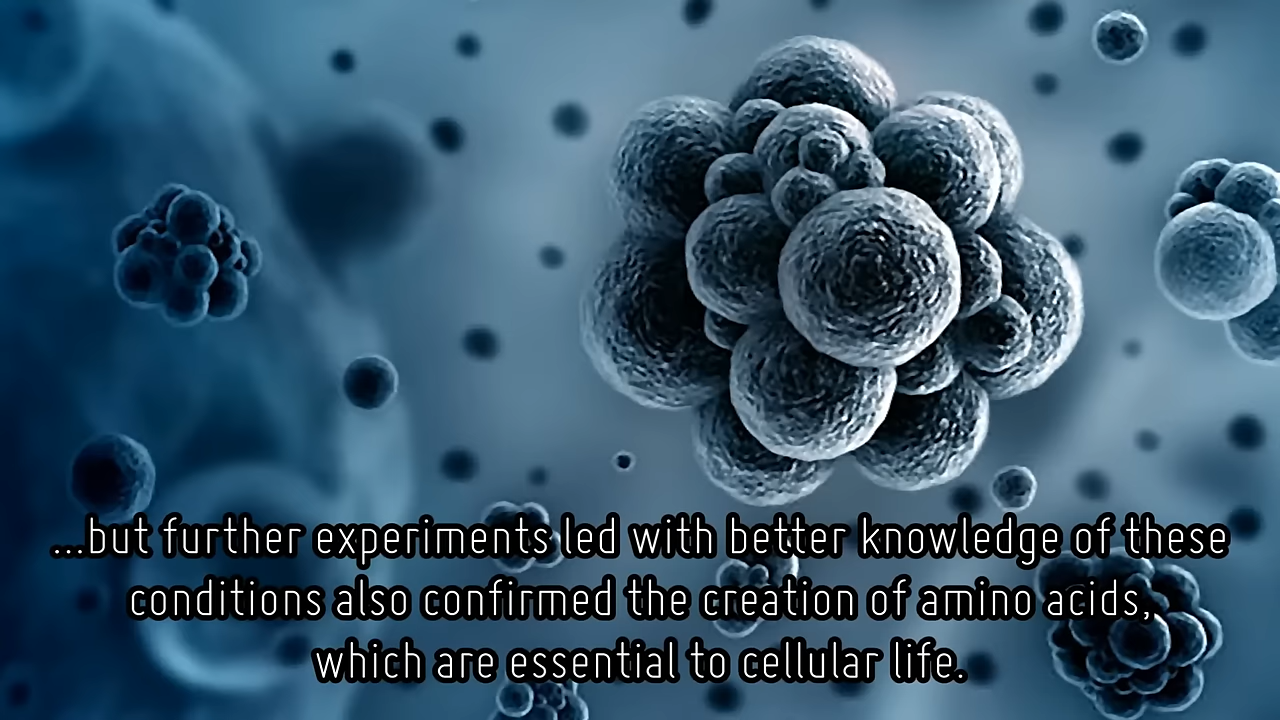 ...but further experiments led with better knowledge of these
conditions also confirmed the creation of amino acids,
which are essential to cellular life.